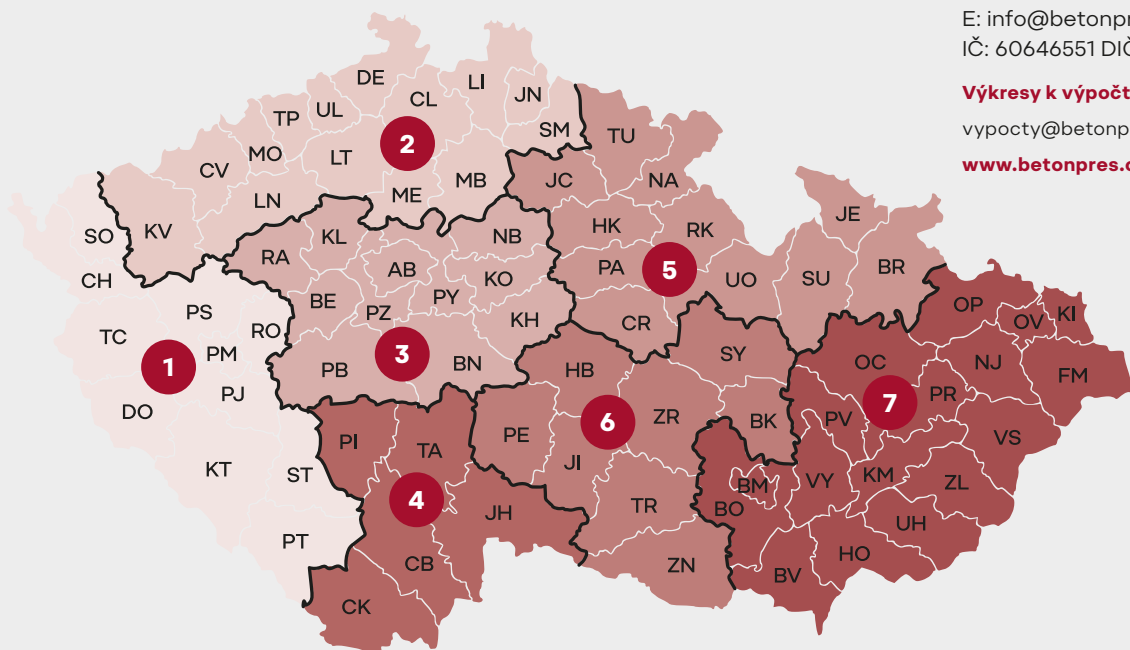 E: info@betonpr
IČ: 60646551 DIČ
Výkresy k výpočt
vypocty@betonp
www.betonpres.c
DE
LI
CL
JN
UL
TP
SM
TU
MO
LT
2
CV
MB
JC
NA
ME
LN
JE
HK
RK
KV
SO
KL
NB
RA
PA
5
BR
CH
AB
KO
UO
SU
BE
PY
PS
PZ
OP
KI
RO
KH
CR
OV
TC
PM
3
SY
1
BN
HB
OC
NJ
FM
PB
PJ
PR
DO
7
6
ZR
BK
PV
PE
VS
PI
TA
KT
ST
JI
KM
BM
VY
ZL
4
TR
BO
JH
UH
PT
HO
CB
ZN
BV
CK